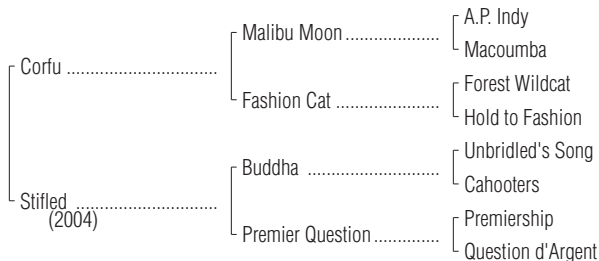 A.P. Indy
Malibu Moon ....................
Macoumba
Corfu ................................
Forest Wildcat
Fashion Cat ......................
Hold to Fashion
Unbridled's Song
Buddha ............................
Cahooters
Stifled ..............................
(2004)
Premiership
Premier Question..............
Question d'Argent